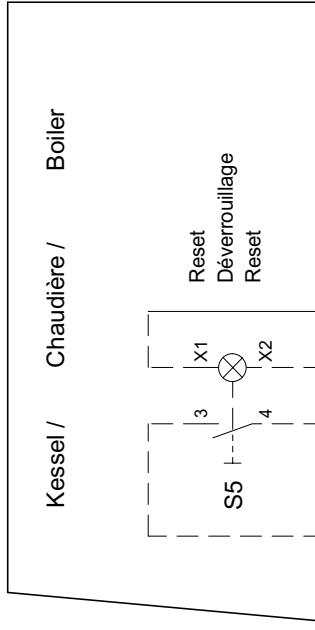 Kessel / Chaudière / Boiler
Reset
Déverrouillage
Reset
X1
X2
3
4
S5